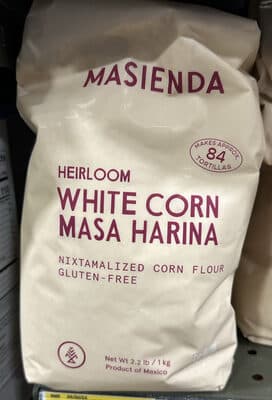 MASIENDA
MAKES APPROX.
84
TORTILLAS
HEIRLOOM
WHITE CORN
MASA HARINA
NIXTAMALIZED CORN FLOUR
GLUTEN-FREE
Net Wt 2.2 lb / 1 kg
Product of Mexico